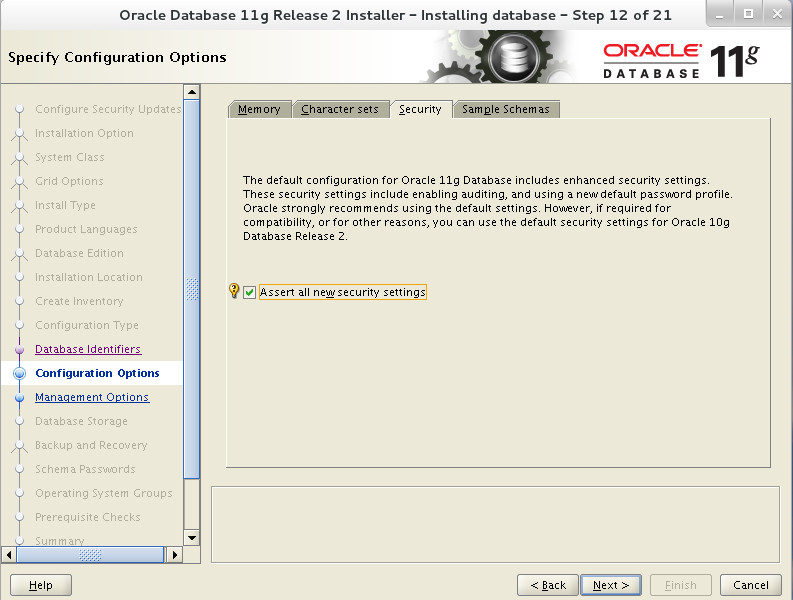 Oracle Database 11g Release 2 Installer – Installing database – Step 12 of 21
Specify Configuration Options
ORACLE
DATABASE
11g
Configure Security Updates
Installation Option
System Class
Grid Options
Install Type
Product Languages
Database Edition
Installation Location
Create Inventory
Configuration Type
Database Identifiers
Configuration Options
Management Options
Database Storage
Backup and Recovery
Schema Passwords
Operating System Groups
Prerequisite Checks
Summary
Memory Character sets Security Sample Schemas
The default configuration for Oracle 11g Database includes enhanced security settings.
These security settings include enabling auditing, and using a new default password profile.
Oracle strongly recommends using the default settings. However, if required for
compatibility, or for other reasons, you can use the default security settings for Oracle 10g
Database Release 2.
Assert all new security settings
Help < Back Next > Finish Cancel